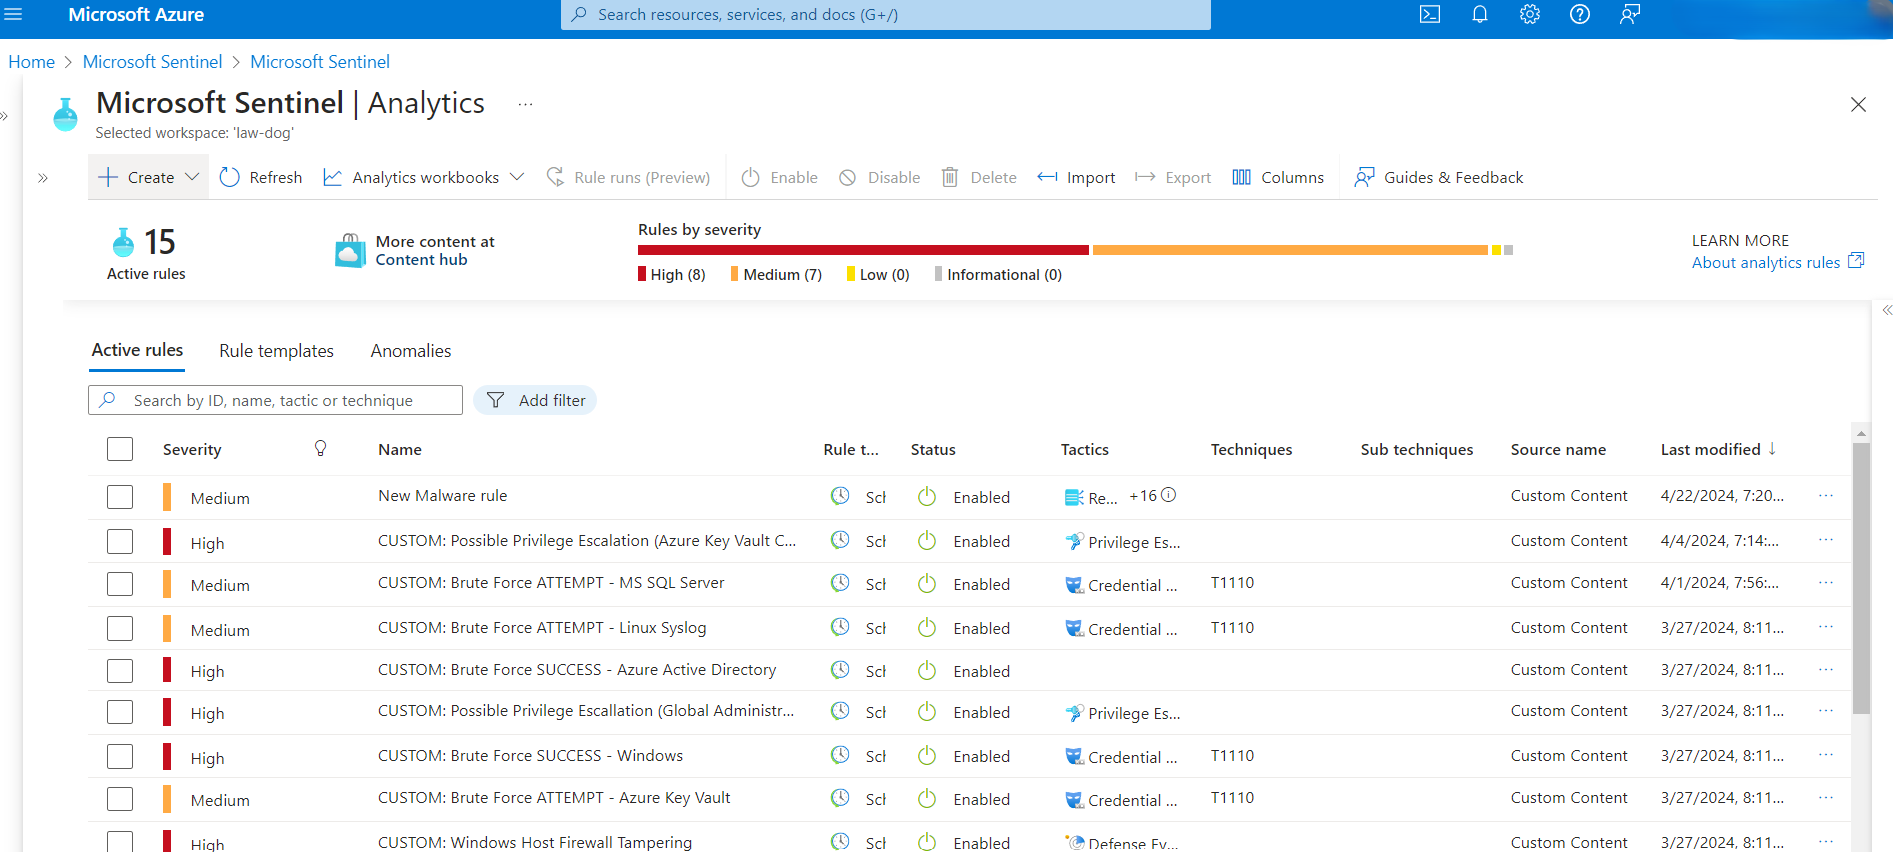 Microsoft Azure
Search resources, services, and docs (G+/)
Home > Microsoft Sentinel > Microsoft Sentinel
Microsoft Sentinel | Analytics ...
Selected workspace: 'law-dog'
Create Refresh Analytics workbooks Rule runs (Preview) Enable Disable Delete Import Export Columns Guides & Feedback
15
Active rules
More content at
Content hub
Rules by severity
High (8) Medium (7) Low (0) Informational (0)
LEARN MORE
About analytics rules
Active rules Rule templates Anomalies
Search by ID, name, tactic or technique Add filter
Severity Name Rule t... Status Tactics Techniques Sub techniques Source name Last modified ↓
Medium New Malware rule Sch Enabled Re... +16 Custom Content 4/22/2024, 7:20... ...
High CUSTOM: Possible Privilege Escalation (Azure Key Vault C... Sch Enabled Privilege Es... Custom Content 4/4/2024, 7:14:... ...
Medium CUSTOM: Brute Force ATTEMPT - MS SQL Server Sch Enabled Credential ... T1110 Custom Content 4/1/2024, 7:56:... ...
Medium CUSTOM: Brute Force ATTEMPT - Linux Syslog Sch Enabled Credential ... T1110 Custom Content 3/27/2024, 8:11... ...
High CUSTOM: Brute Force SUCCESS - Azure Active Directory Sch Enabled Custom Content 3/27/2024, 8:11... ...
High CUSTOM: Possible Privilege Escallation (Global Administr... Sch Enabled Privilege Es... Custom Content 3/27/2024, 8:11... ...
High CUSTOM: Brute Force SUCCESS - Windows Sch Enabled Credential ... T1110 Custom Content 3/27/2024, 8:11... ...
Medium CUSTOM: Brute Force ATTEMPT - Azure Key Vault Sch Enabled Credential ... T1110 Custom Content 3/27/2024, 8:11... ...
High CUSTOM: Windows Host Firewall Tampering Sch Enabled Defense Ev... Custom Content 3/27/2024, 8:11... ...